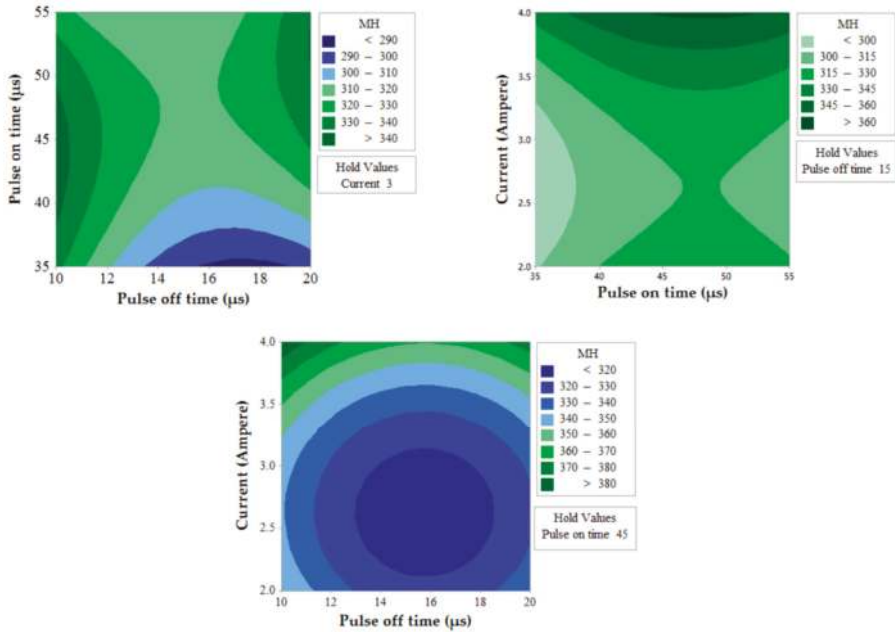 MH
< 290
290 – 300
300 – 310
310 – 320
320 – 330
330 – 340
> 340
Hold Values
Current 3
Pulse on time (µs)
55
50
45
40
35
10 12 14 16 18 20
Pulse off time (µs)
MH
< 300
300 – 315
315 – 330
330 – 345
345 – 360
> 360
Hold Values
Pulse off time 15
Current (Ampere)
4.0
3.5
3.0
2.5
2.0
35 40 45 50 55
Pulse on time (µs)
MH
< 320
320 – 330
330 – 340
340 – 350
350 – 360
360 – 370
370 – 380
> 380
Hold Values
Pulse on time 45
Current (Ampere)
4.0
3.5
3.0
2.5
2.0
10 12 14 16 18 20
Pulse off time (µs)